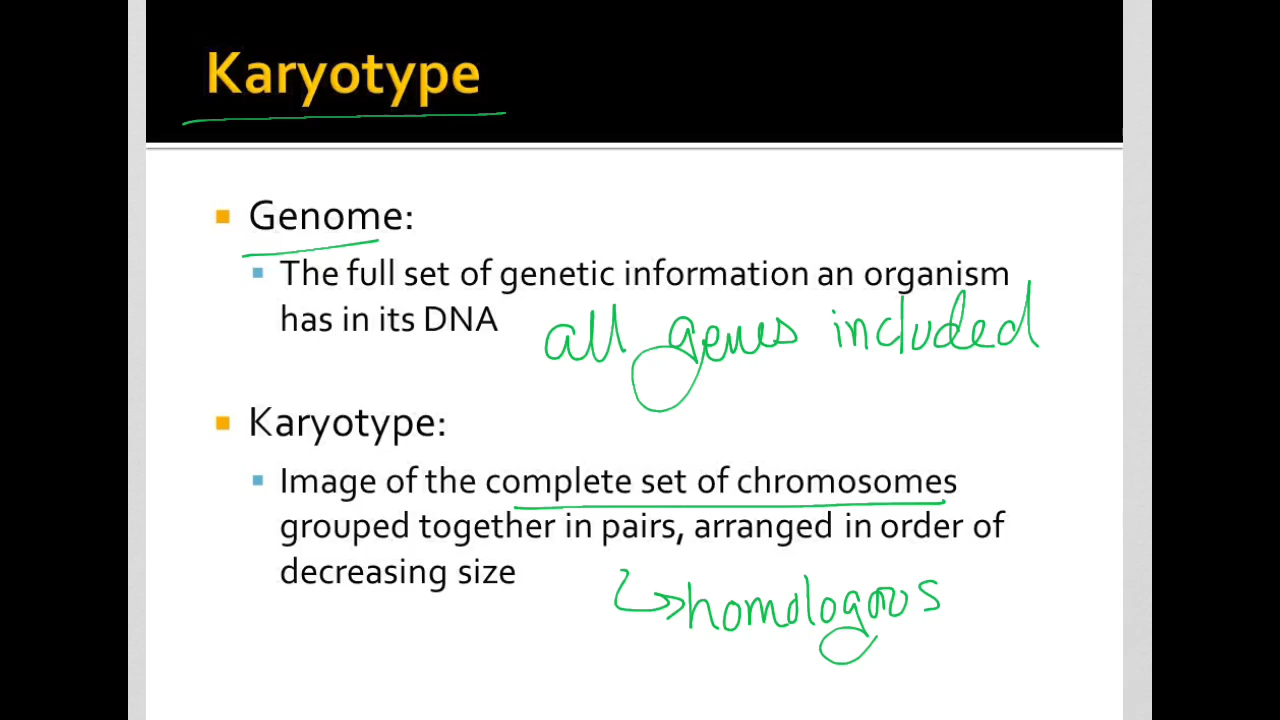 Karyotype
Genome:
The full set of genetic information an organism
has in its DNA
all genes included
Karyotype:
Image of the complete set of chromosomes
grouped together in pairs, arranged in order of
decreasing size
homologous